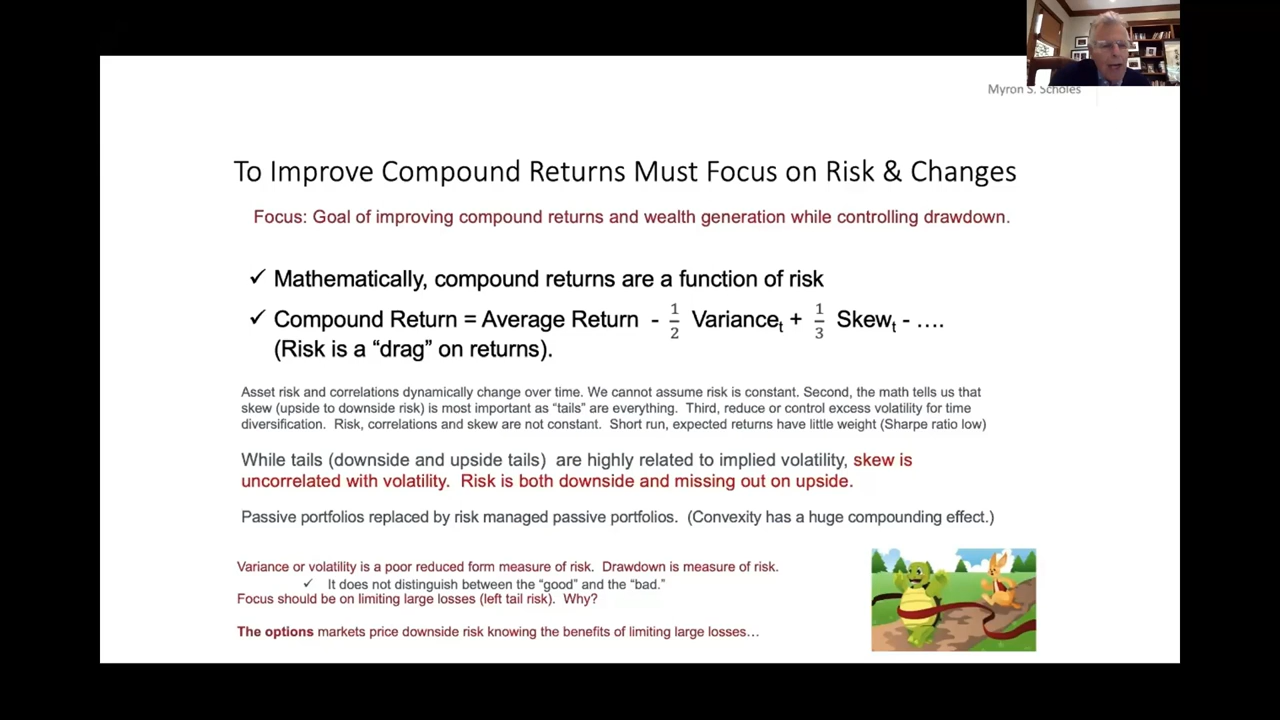 Myron S. Scholes
To Improve Compound Returns Must Focus on Risk & Changes
Focus: Goal of improving compound returns and wealth generation while controlling drawdown.
✓ Mathematically, compound returns are a function of risk
✓ Compound Return = Average Return - 1/2 Variance_t + 1/3 Skew_t - ….
(Risk is a “drag” on returns).
Asset risk and correlations dynamically change over time. We cannot assume risk is constant. Second, the math tells us that
skew (upside to downside risk) is most important as “tails” are everything. Third, reduce or control excess volatility for time
diversification. Risk, correlations and skew are not constant. Short run, expected returns have little weight (Sharpe ratio low)
While tails (downside and upside tails) are highly related to implied volatility, skew is
uncorrelated with volatility. Risk is both downside and missing out on upside.
Passive portfolios replaced by risk managed passive portfolios. (Convexity has a huge compounding effect.)
Variance or volatility is a poor reduced form measure of risk. Drawdown is measure of risk.
✓ It does not distinguish between the “good” and the “bad.”
Focus should be on limiting large losses (left tail risk). Why?
The options markets price downside risk knowing the benefits of limiting large losses…